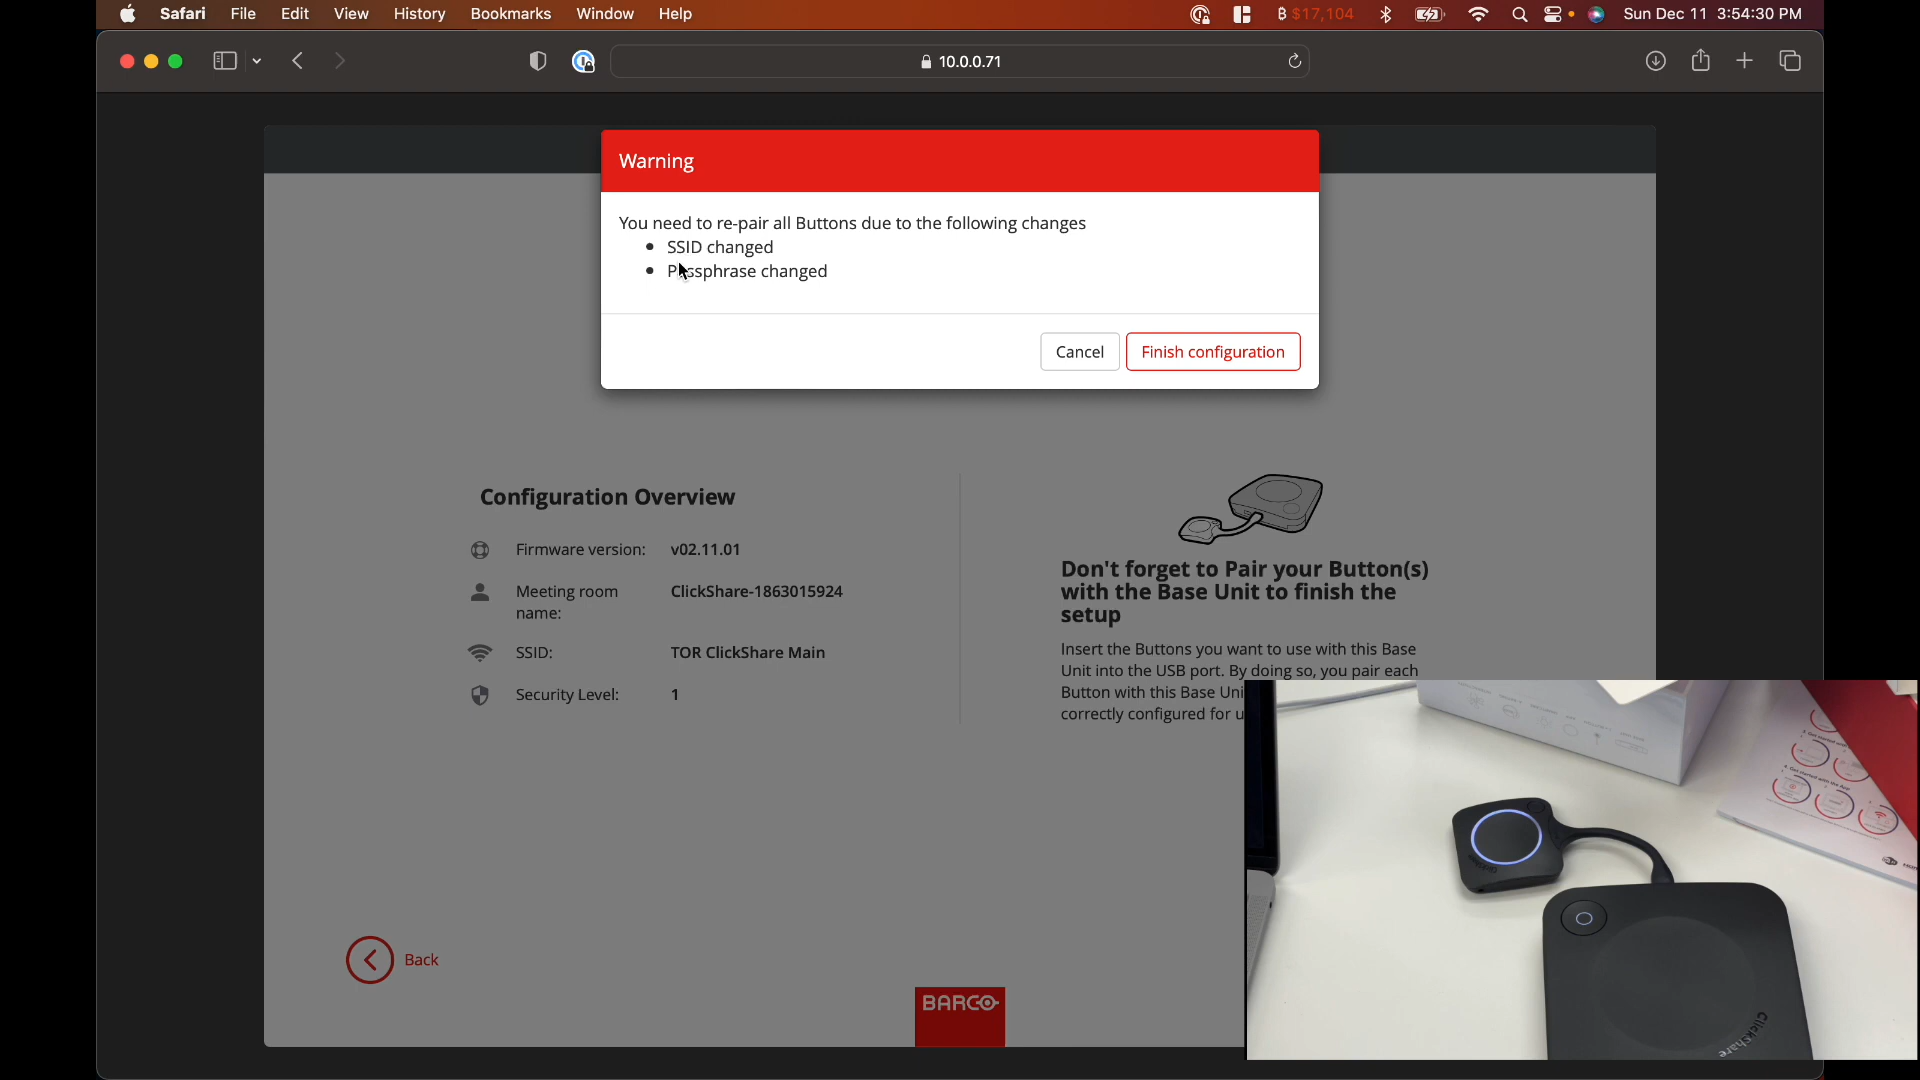 Safari File Edit View History Bookmarks Window Help
$17,104
Sun Dec 11 3:54:30 PM
10.0.0.71
Warning
You need to re-pair all Buttons due to the following changes
SSID changed
Passphrase changed
Cancel
Finish configuration
Configuration Overview
Firmware version: v02.11.01
Meeting room name: ClickShare-1863015924
SSID: TOR ClickShare Main
Security Level: 1
Don't forget to Pair your Button(s)
with the Base Unit to finish the
setup
Insert the Buttons you want to use with this Base
Unit into the USB port. By doing so, you pair each
Button with this Base Uni
correctly configured for u
Back
BARCO
ClickShare